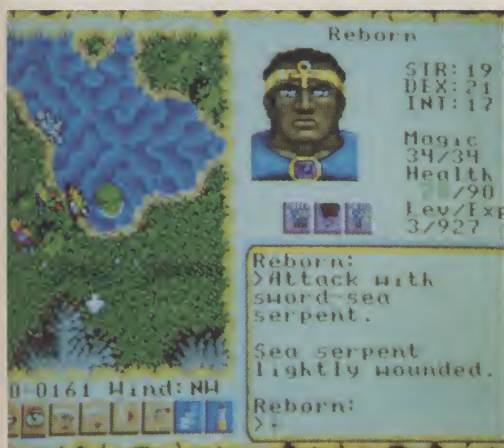 Reborn
STR: 19
DEX: 21
INT: 17
Magic
34/34
Health
/90
Lev/Exp
3/927
Reborn:
>Attack with
sword-sea
serpent.
Sea serpent
lightly wounded.
Reborn:
>.
0-0161 Wind: NW